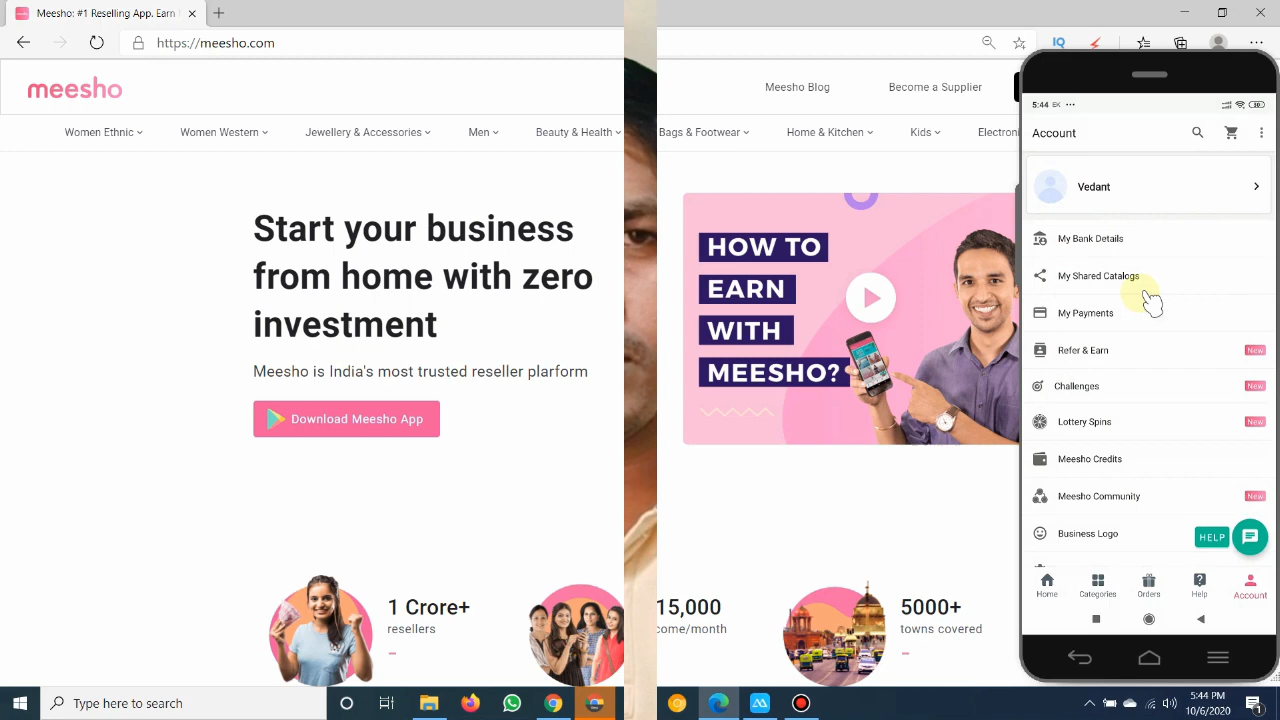 Meesho: #1 Reselling App, Earn
https://meesho.com
IQ
meesho
Meesho Blog
Become a Supplier
Women Ethnic
Women Western
Jewellery & Accessories
Men
Beauty & Health
Bags & Footwear
Home & Kitchen
Kids
Electroni
Start your business
from home with zero
investment
Meesho is India's most trusted reseller plarform
Download Meesho App
HOW TO
EARN
WITH
MEESHO?
1 Crore+
resellers
15,000
come/month
5000+
towns covered
5:44
Account
Vedant
My Bank Details
My Shared Catalogs
My Payments
Refer & Earn
New
Challenges
New
Lottery Spins
New
Meesho Credits
Meesho Community
New
Business Logo
HELP
Home
Categories
Orders
Help
Account
Type here to search
5:44 PM
10/6/2020
1